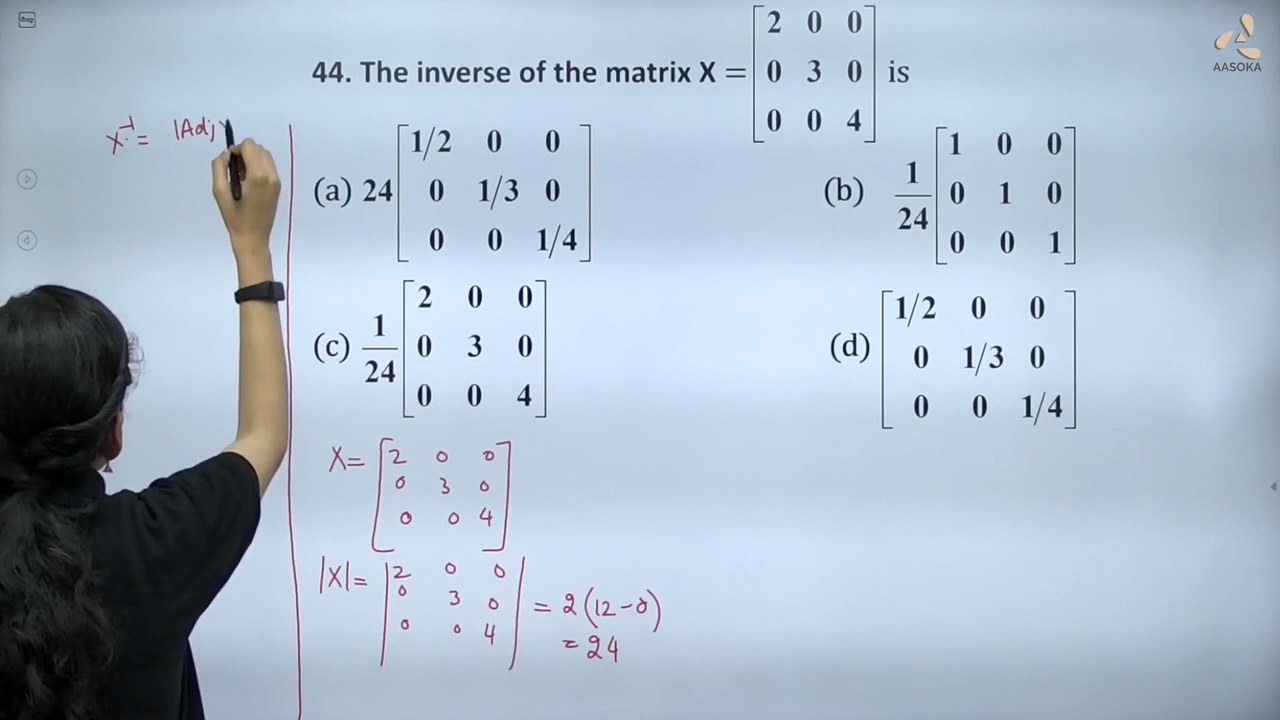 AASOKA
44. The inverse of the matrix X = [2 0 0
0 3 0
0 0 4] is
(a) 24 [1/2 0 0
0 1/3 0
0 0 1/4]
(b) 1/24 [1 0 0
0 1 0
0 0 1]
(c) 1/24 [2 0 0
0 3 0
0 0 4]
(d) [1/2 0 0
0 1/3 0
0 0 1/4]
X⁻¹ = |Adj
X = [2 0 0
0 3 0
0 0 4]
|X| = |2 0 0
0 3 0
0 0 4| = 2(12-0)
= 24